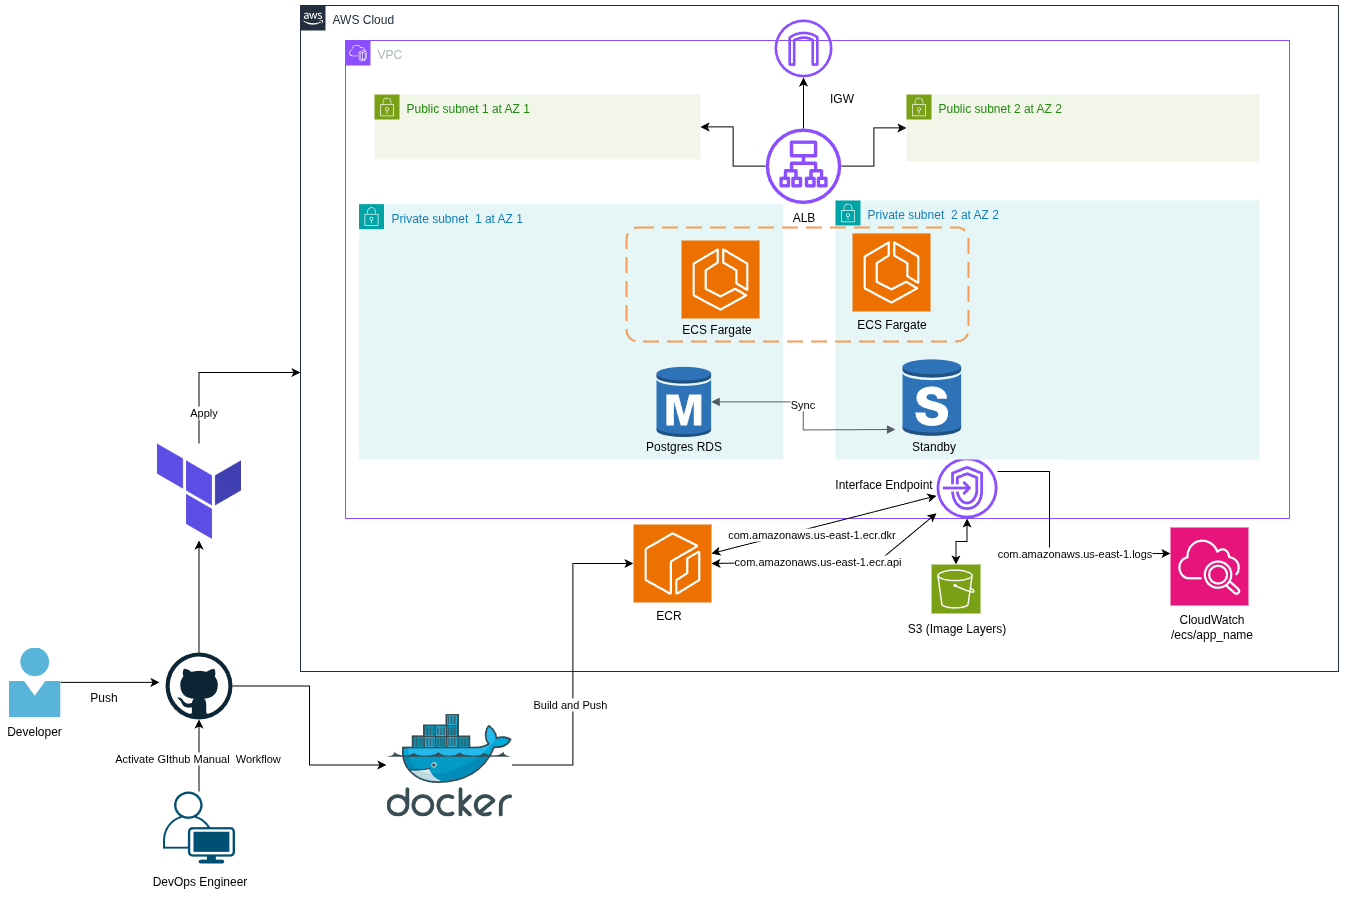 aws
AWS Cloud
VPC
IGW
Public subnet 1 at AZ 1
Public subnet 2 at AZ 2
ALB
Private subnet  1 at AZ 1
Private subnet  2 at AZ 2
ECS Fargate
ECS Fargate
M
S
Sync
Postgres RDS
Standby
Apply
Interface Endpoint
com.amazonaws.us-east-1.ecr.dkr
com.amazonaws.us-east-1.ecr.api
com.amazonaws.us-east-1.logs
ECR
S3 (Image Layers)
CloudWatch
/ecs/app_name
Push
Developer
Build and Push
Activate GIthub Manual  Workflow
docker
DevOps Engineer